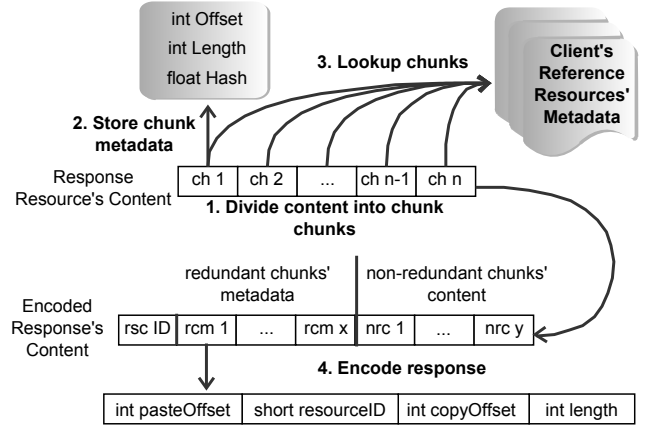 int Offset
int Length
float Hash
3. Lookup chunks
Client's
Reference
Resources'
Metadata
2. Store chunk
metadata
Response
Resource's Content
ch 1 ch 2 ... ch n-1 ch n
1. Divide content into chunk
chunks
redundant chunks'
metadata
non-redundant chunks'
content
Encoded
Response's
Content
rsc ID rcm 1 ... rcm x nrc 1 ... nrc y
4. Encode response
int pasteOffset short resourceID int copyOffset int length